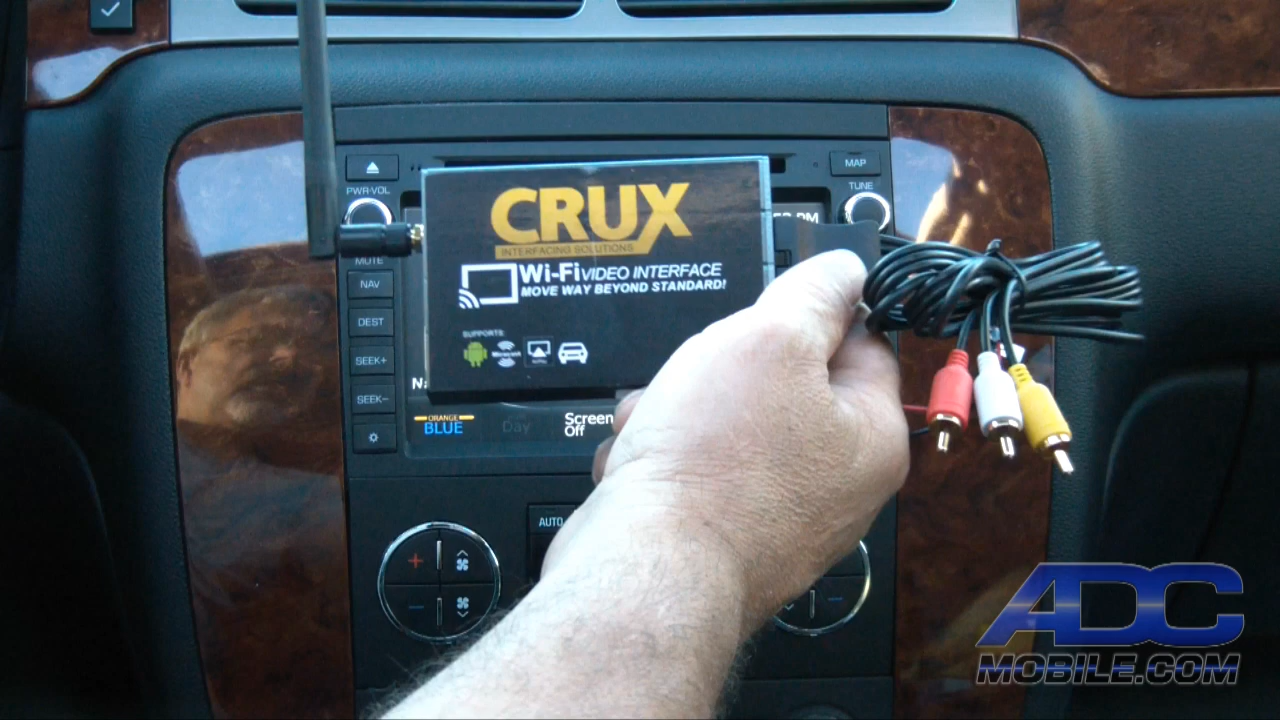 MAP
PWR·VOL
TUNE
CRUX
INTERFACING SOLUTIONS
PM
MUTE
Wi-Fi VIDEO INTERFACE
MOVE WAY BEYOND STANDARD!
NAV
DEST
SUPPORTS:
SEEK+
SEEK−
ORANGE
BLUE
Day
Screen
Off
AUTO
ADC
MOBILE.COM